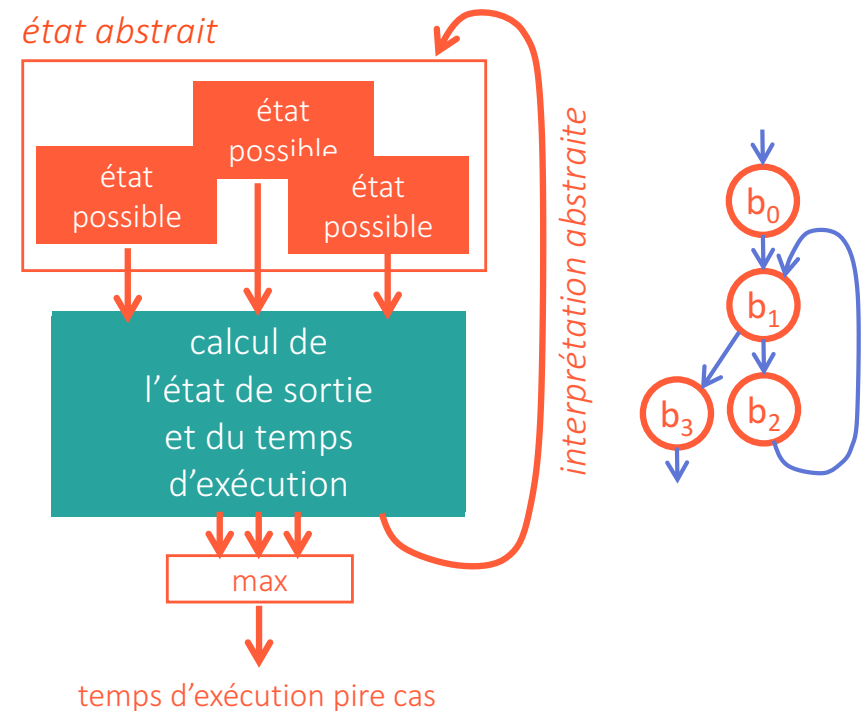 état abstrait
état
possible
état
possible
état
possible
calcul de
l'état de sortie
et du temps
d'exécution
max
temps d'exécution pire cas
interprétation abstraite
b₀
b₁
b₃
b₂